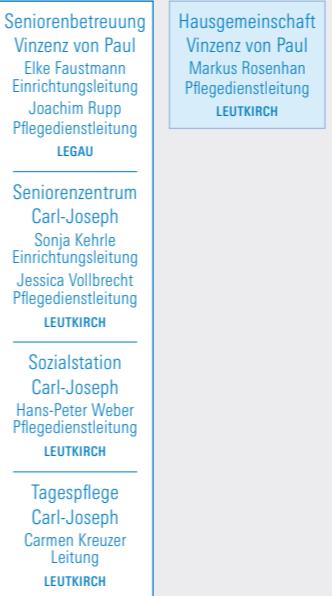 Seniorenbetreuung
Vinzenz von Paul
Elke Faustmann
Einrichtungsleitung
Joachim Rupp
Pflegedienstleitung
LEGAU
Seniorenzentrum
Carl-Joseph
Sonja Kehrle
Einrichtungsleitung
Jessica Vollbrecht
Pflegedienstleitung
LEUTKIRCH
Sozialstation
Carl-Joseph
Hans-Peter Weber
Pflegedienstleitung
LEUTKIRCH
Tagespflege
Carl-Joseph
Carmen Kreuzer
Leitung
LEUTKIRCH
Hausgemeinschaft
Vinzenz von Paul
Markus Rosenhan
Pflegedienstleitung
LEUTKIRCH